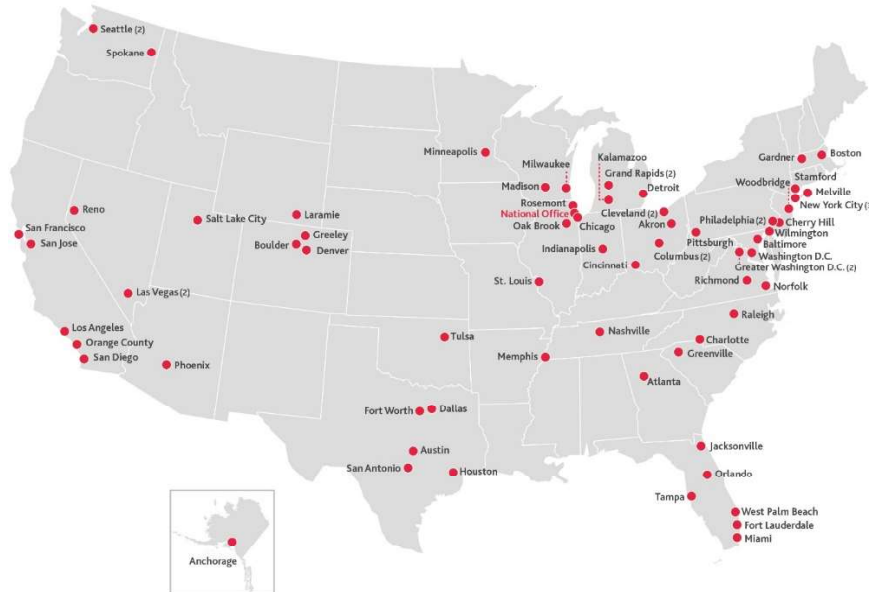 Seattle (2)
Spokane
Minneapolis
Milwaukee
Kalamazoo
Grand Rapids (2)
Detroit
Madison
Rosemont
National Office
Oak Brook
Chicago
Cleveland (2)
Akron
Gardner
Boston
Stamford
Woodbridge
Melville
New York City (
Philadelphia (2)
Cherry Hill
Wilmington
Pittsburgh
Baltimore
Washington D.C.
Greater Washington D.C. (2)
Indianapolis
Columbus (2)
Cincinnati
Richmond
Norfolk
St. Louis
Reno
San Francisco
San Jose
Salt Lake City
Laramie
Greeley
Boulder
Denver
Las Vegas (2)
Los Angeles
Orange County
San Diego
Phoenix
Tulsa
Nashville
Memphis
Raleigh
Charlotte
Greenville
Atlanta
Fort Worth
Dallas
Austin
San Antonio
Houston
Jacksonville
Orlando
Tampa
West Palm Beach
Fort Lauderdale
Miami
Anchorage